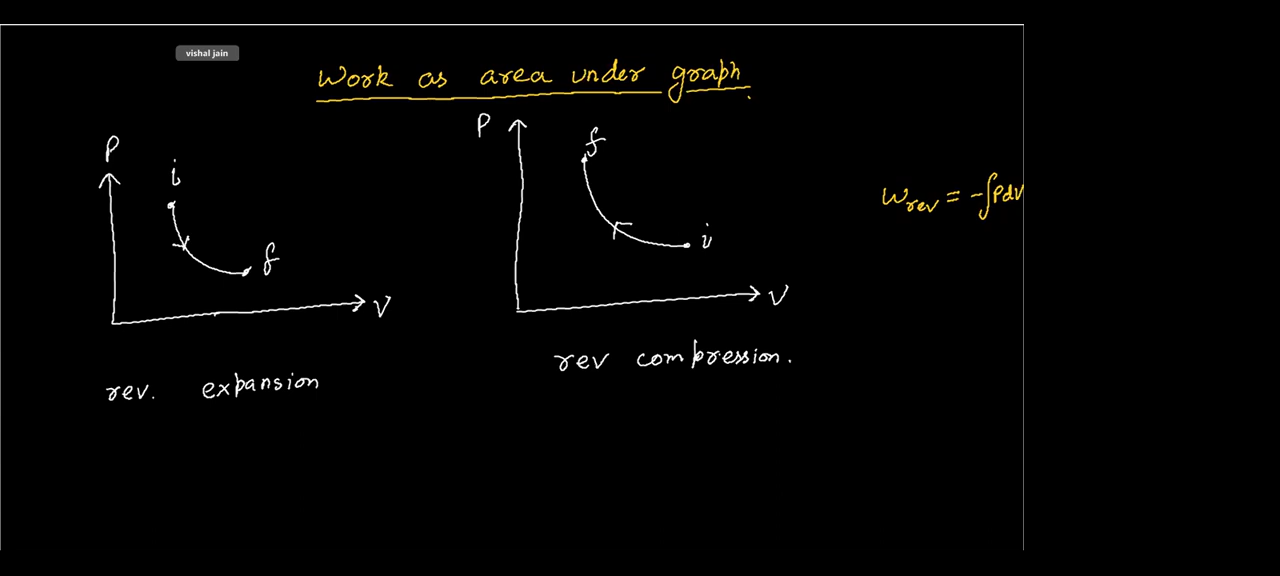 vishal jain
Work as area under graph.
P
i
f
V
rev. expansion
P
f
i
V
rev compression.
Wrev = -∫PdV